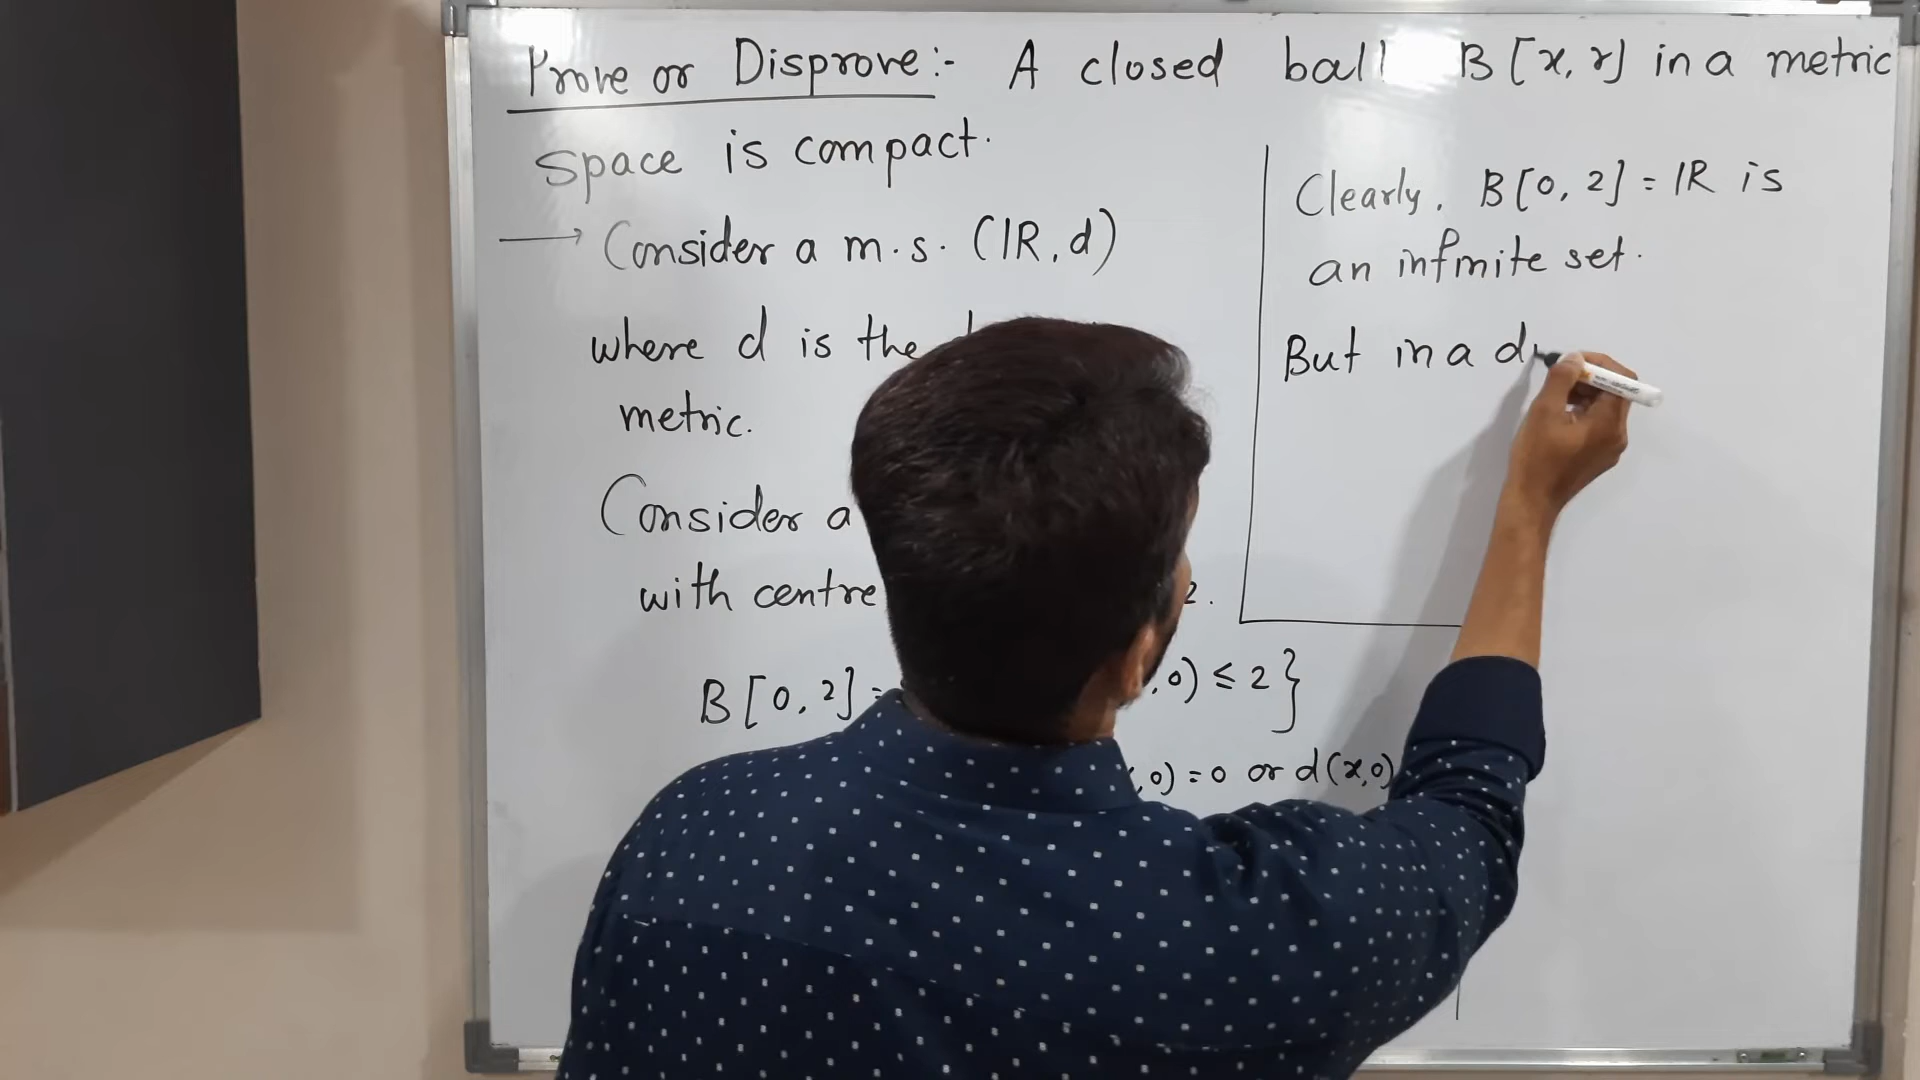 Prove or Disprove:- A closed ball B[x, r] in a metric
space is compact.
→ Consider a m.s. (IR, d)
where d is the
metric.
Consider a
with centre 2.
B[0, 2] = ,0) ≤ 2}
,0) = 0 or d(x,0)
Clearly, B[0, 2] = IR is
an infinite set.
But in a